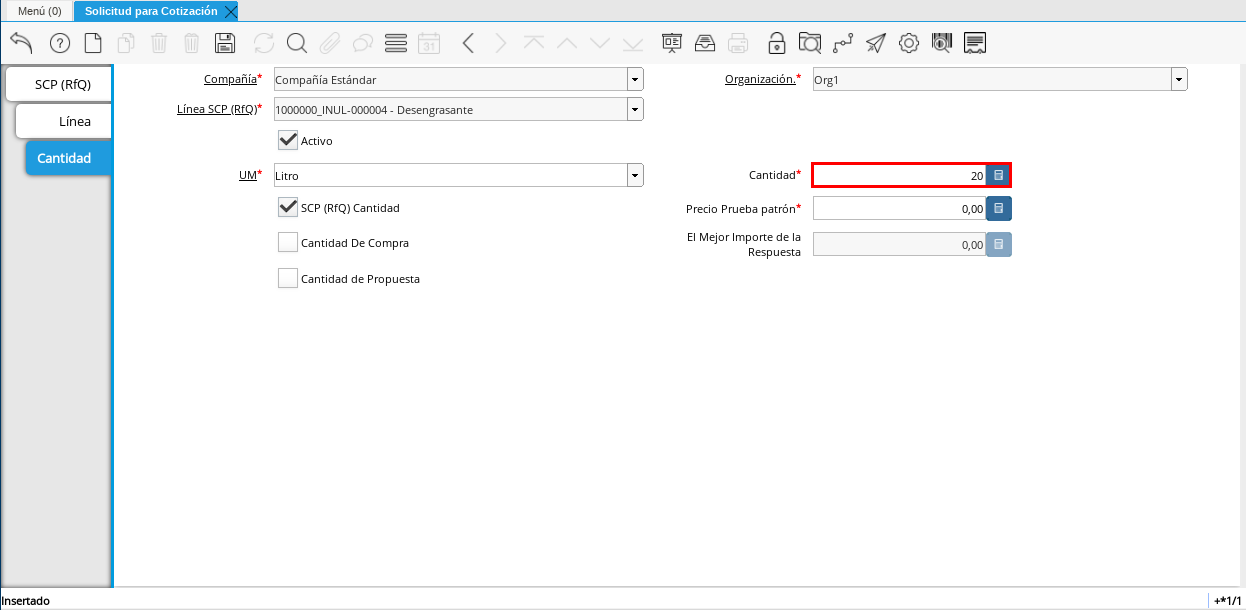 Menú (0)
Solicitud para Cotización
31
SCP (RfQ)
Línea
Cantidad
Compañía* Compañía Estándar
Organización.* Org1
Línea SCP (RfQ)* 1000000_INUL-000004 - Desengrasante
Activo
UM* Litro
Cantidad* 20
SCP (RfQ) Cantidad
Precio Prueba patrón* 0,00
Cantidad De Compra
El Mejor Importe de la
Respuesta 0,00
Cantidad de Propuesta
Insertado
+*1/1